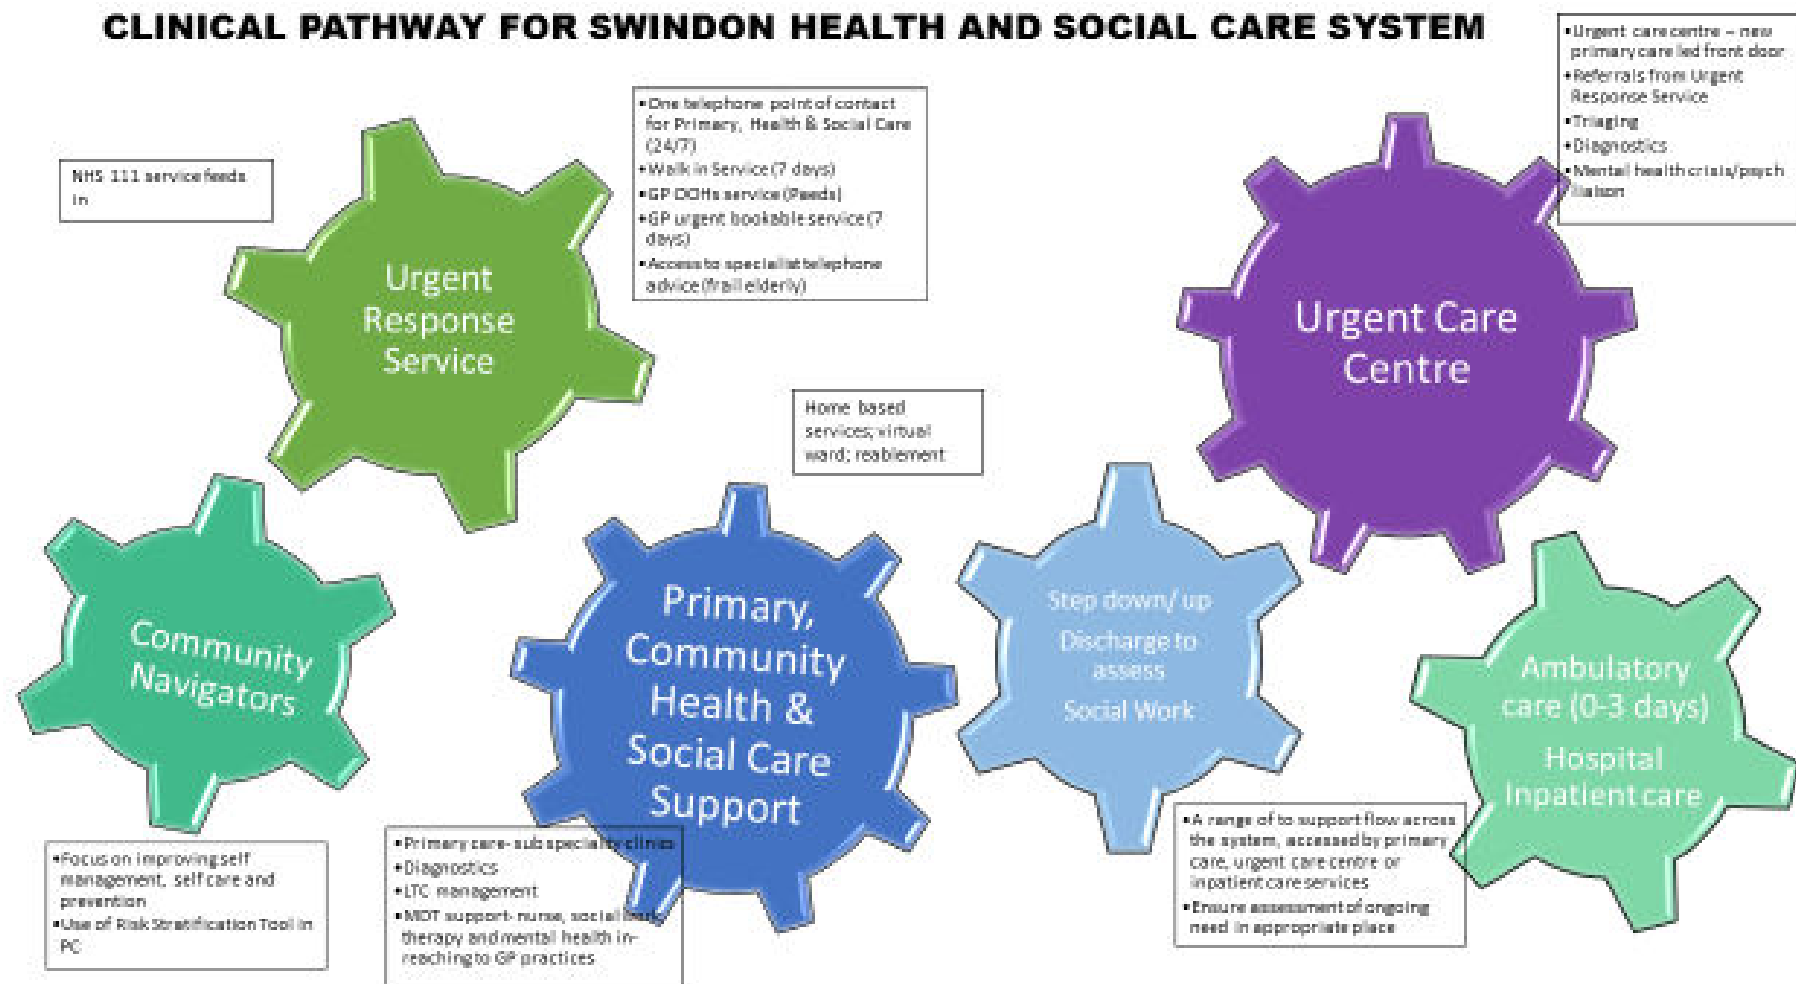 CLINICAL PATHWAY FOR SWINDON HEALTH AND SOCIAL CARE SYSTEM
NHS 111 service feeds
in
Urgent
Response
Service
•One telephone point of contact
for Primary, Health & Social Care
(24/7)
•Walk in Service (7 days)
•GP OOHs service (Paeds)
•GP urgent bookable service (7
days)
•Access to specialist telephone
advice (frail elderly)
•Urgent care centre – new
primary care led front door
•Referrals from Urgent
Response Service
•Triaging
•Diagnostics
•Mental health crisis/psych
liaison
Urgent Care
Centre
Home based
services; virtual
ward; reablement
Community
Navigators
Primary,
Community
Health &
Social Care
Support
Step down/ up
Discharge to
assess
Social Work
Ambulatory
care (0-3 days)
Hospital
Inpatient care
•Focus on improving self
management, self care and
prevention
•Use of Risk Stratification Tool in
PC
•Primary care- sub specialty clinics
•Diagnostics
•LTC management
•MDT support- nurse, social work,
therapy and mental health in-
reaching to GP practices
•A range of to support flow across
the system, accessed by primary
care, urgent care centre or
inpatient care services
•Ensure assessment of ongoing
need in appropriate place